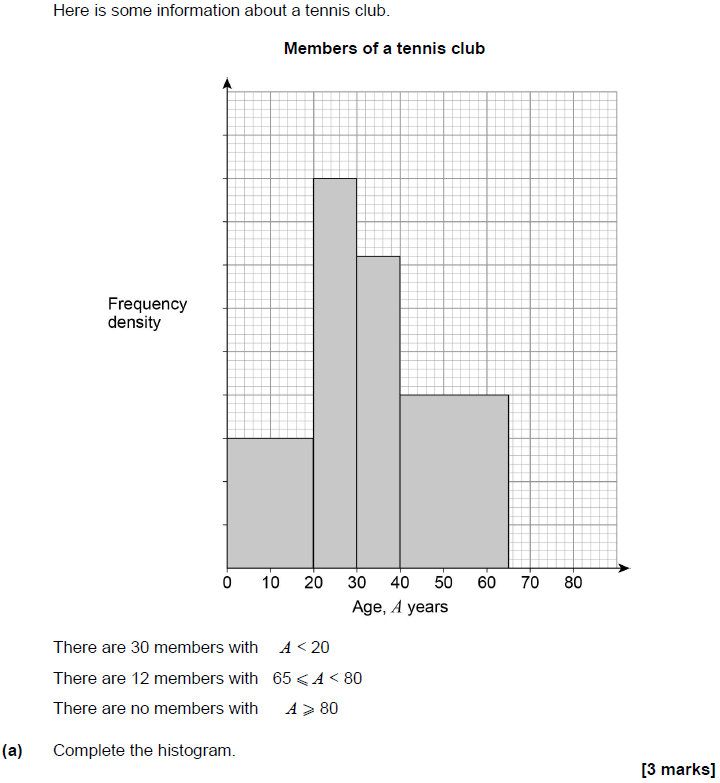 Here is some information about a tennis club.
Members of a tennis club
Frequency
density
0 10 20 30 40 50 60 70 80
Age, A years
There are 30 members with A < 20
There are 12 members with 65 ⩽ A < 80
There are no members with A ⩾ 80
(a) Complete the histogram.
[3 marks]